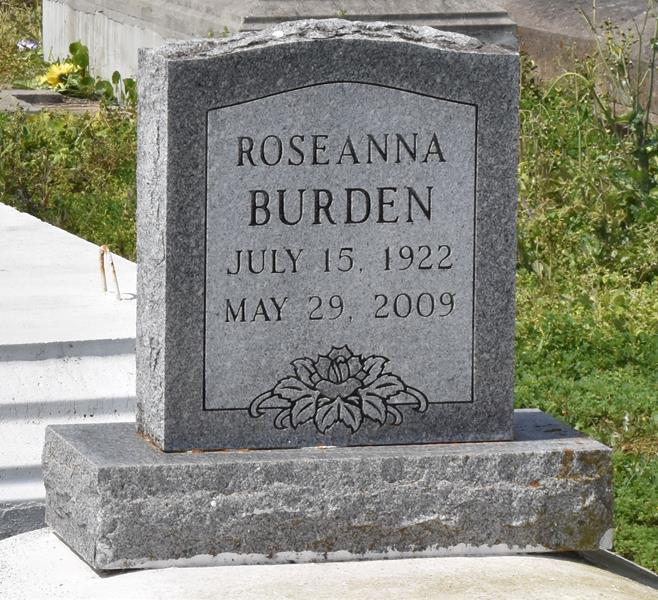 ROSEANNA
BURDEN
JULY 15, 1922
MAY 29, 2009